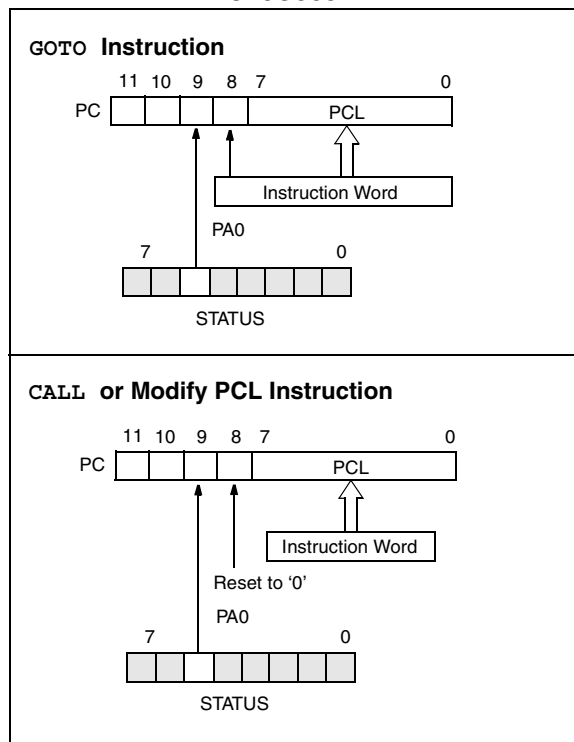 GOTO Instruction
11 10 9 8 7 0
PC PCL
Instruction Word
PA0
7 0
STATUS
CALL or Modify PCL Instruction
11 10 9 8 7 0
PC PCL
Instruction Word
Reset to ‘0’
PA0
7 0
STATUS